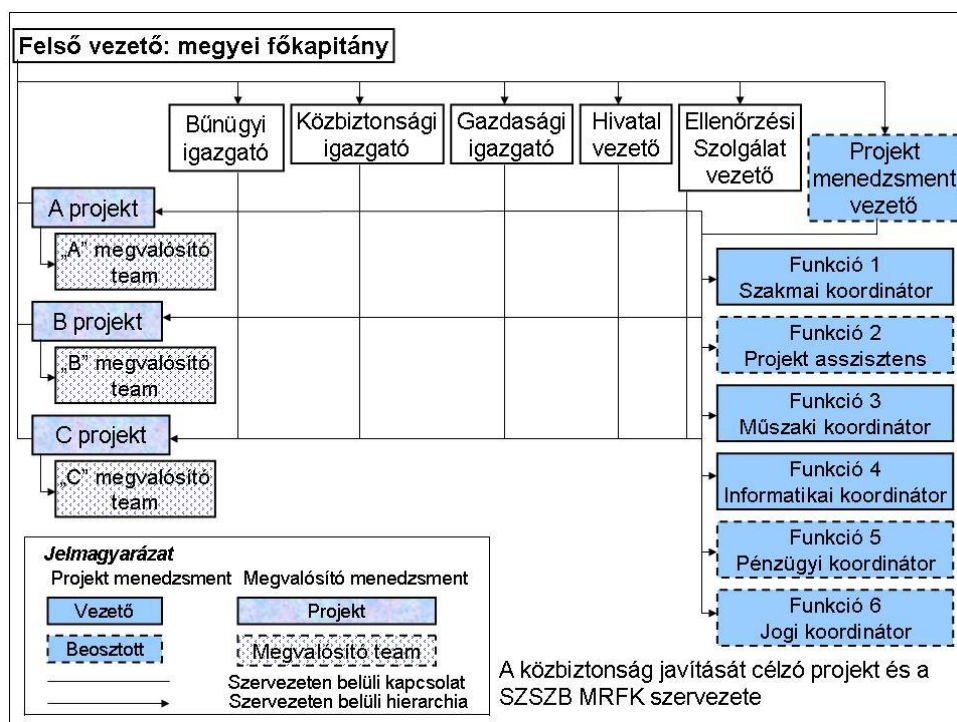 Felső vezető: megyei főkapitány
Bűnügyi
igazgató
Közbiztonsági
igazgató
Gazdasági
igazgató
Hivatal
vezető
Ellenőrzési
Szolgálat
vezető
Projekt
menedzsment
vezető
A projekt
„A” megvalósító
team
B projekt
„B” megvalósító
team
C projekt
„C” megvalósító
team
Funkció 1
Szakmai koordinátor
Funkció 2
Projekt asszisztens
Funkció 3
Műszaki koordinátor
Funkció 4
Informatikai koordinátor
Funkció 5
Pénzügyi koordinátor
Funkció 6
Jogi koordinátor
Jelmagyarázat
Projekt menedzsment
Megvalósító menedzsment
Vezető
Projekt
Beosztott
Megvalósító team
Szervezeten belüli kapcsolat
Szervezeten belüli hierarchia
A közbiztonság javítását célzó projekt és a
SZSZB MRFK szervezete